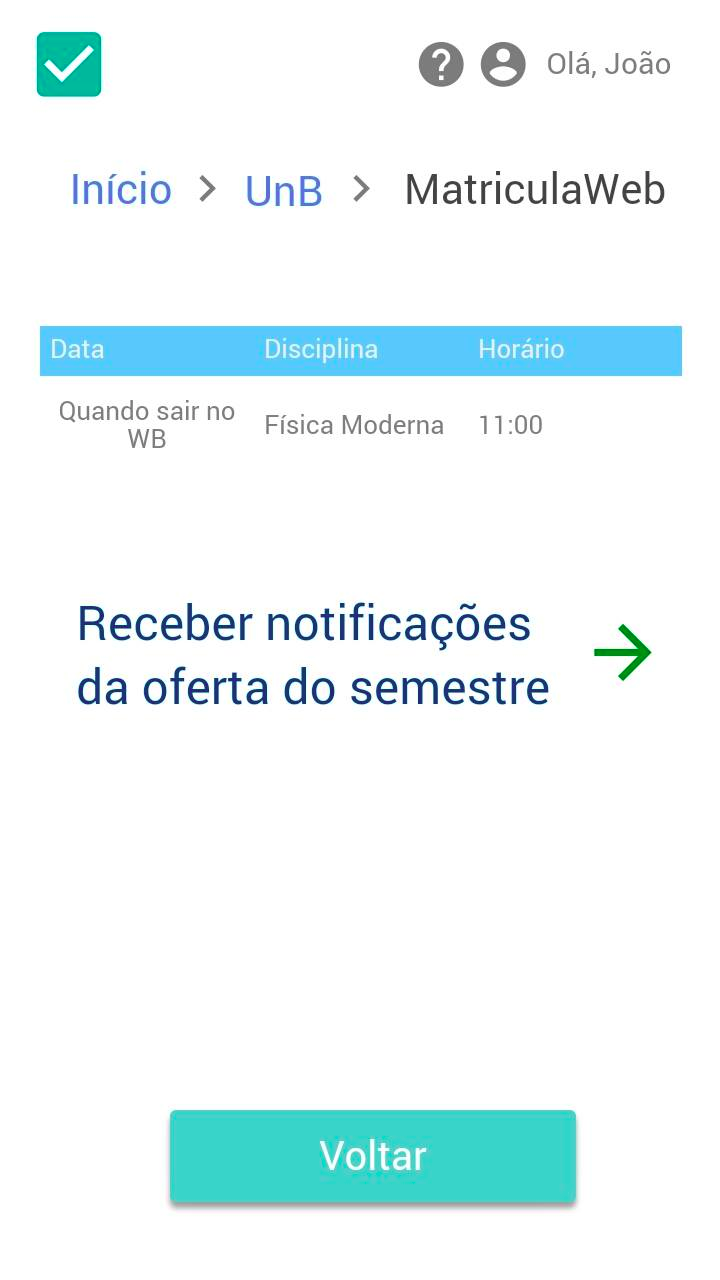 Olá, João
Início > UnB > MatriculaWeb
Data Disciplina Horário
Quando sair no
WB
Física Moderna 11:00
Receber notificações
da oferta do semestre
Voltar